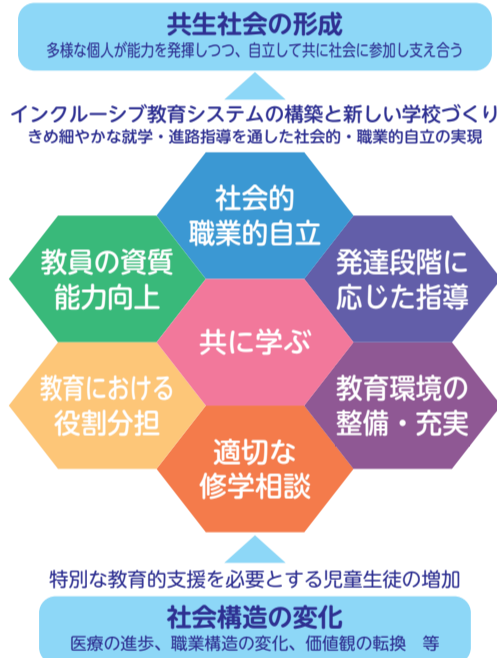 共生社会の形成
多様な個人が能力を発揮しつつ、自立して共に社会に参加し支え合う
インクルーシブ教育システムの構築と新しい学校づくり
きめ細やかな就学・進路指導を通した社会的・職業的自立の実現
社会的
職業的自立
教員の資質
能力向上
発達段階に
応じた指導
共に学ぶ
教育における
役割分担
教育環境の
整備・充実
適切な
修学相談
特別な教育的支援を必要とする児童生徒の増加
社会構造の変化
医療の進歩、職業構造の変化、価値観の転換　等